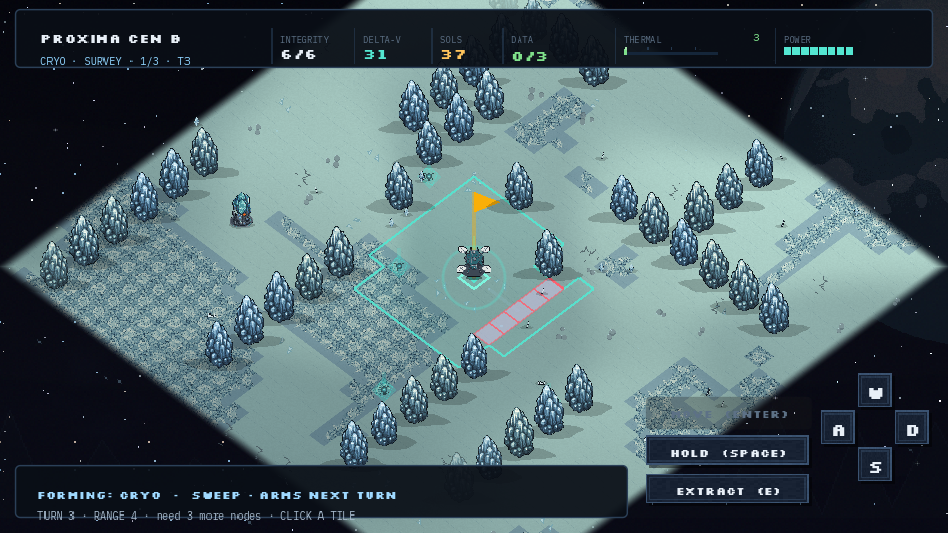 PROXIMA CEN B
CRYO · SURVEY · 1/3 · T3
INTEGRITY
6/6
DELTA-V
31
SOLS
37
DATA
0/3
THERMAL
3
POWER
ENTER)
W
A
D
S
HOLD (SPACE)
EXTRACT (E)
FORMING: CRYO · SWEEP · ARMS NEXT TURN
TURN 3 · RANGE 4 · need 3 more nodes · CLICK A TILE